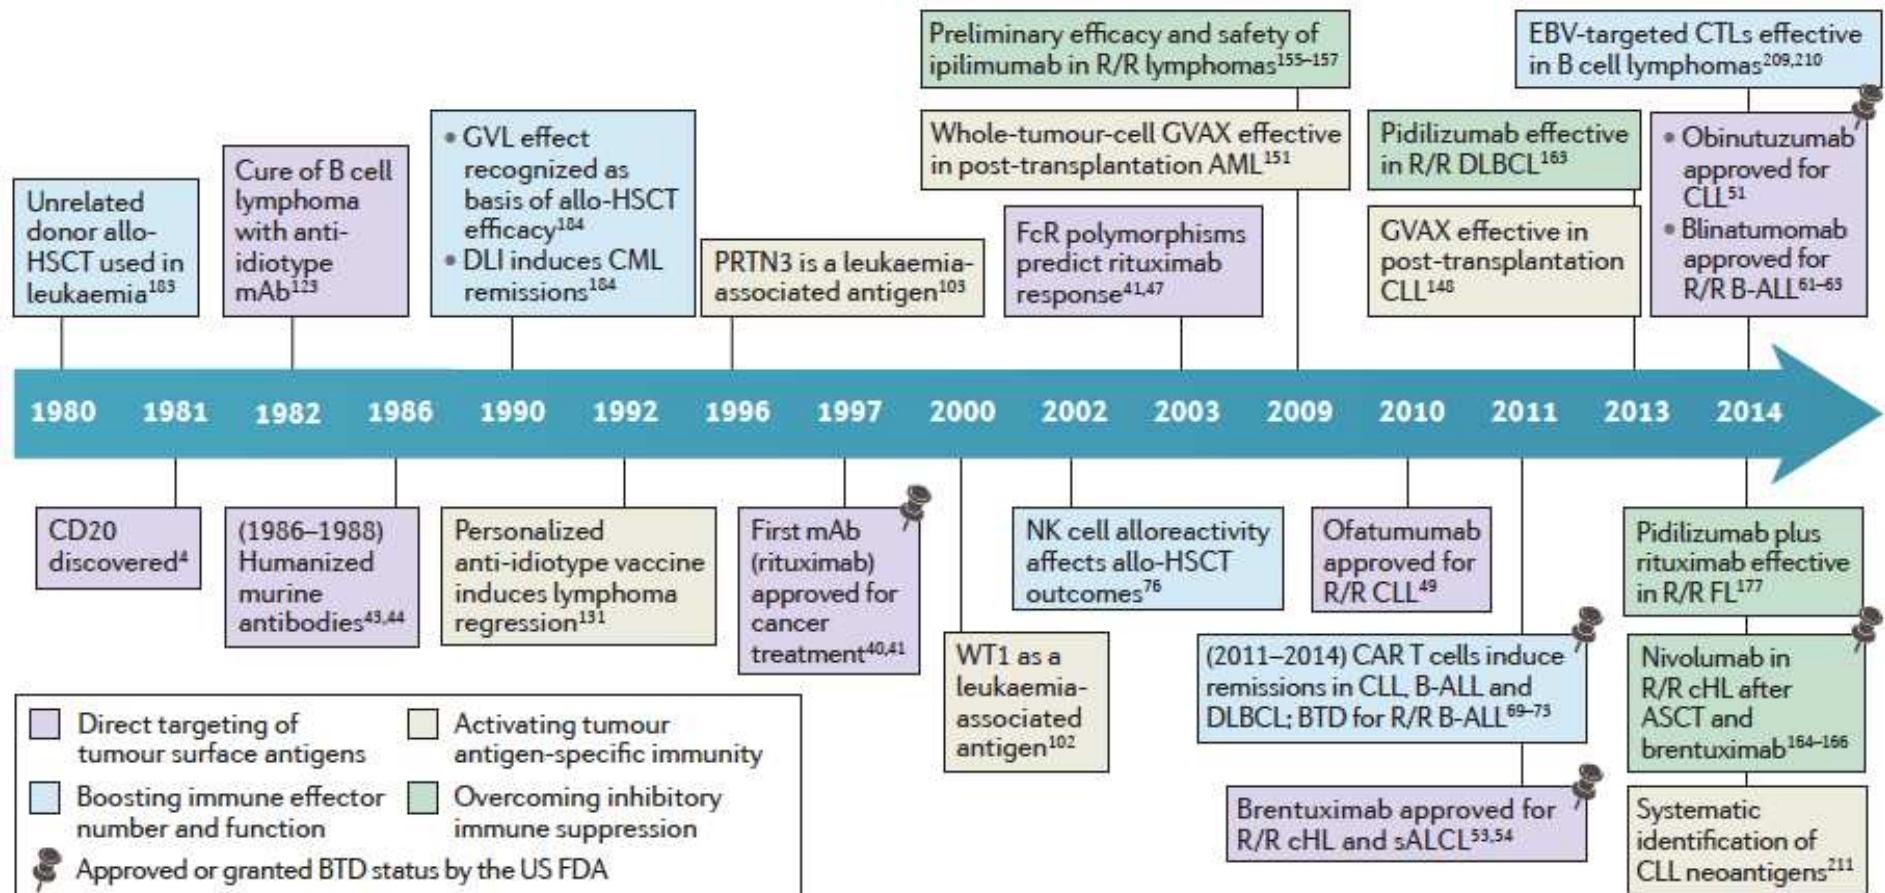 Preliminary efficacy and safety of
ipilimumab in R/R lymphomas155–157
EBV-targeted CTLs effective
in B cell lymphomas209,210
Unrelated
donor allo-
HSCT used in
leukaemia183
Cure of B cell
lymphoma
with anti-
idiotype
mAb123
• GVL effect
recognized as
basis of allo-HSCT
efficacy184
• DLI induces CML
remissions184
PRTN3 is a leukaemia-
associated antigen103
Whole-tumour-cell GVAX effective
in post-transplantation AML151
FcR polymorphisms
predict rituximab
response41,47
Pidilizumab effective
in R/R DLBCL163
GVAX effective in
post-transplantation
CLL148
• Obinutuzumab
approved for
CLL51
• Blinatumomab
approved for
R/R B-ALL61–63
1980 1981 1982 1986 1990 1992 1996 1997 2000 2002 2003 2009 2010 2011 2013 2014
CD20
discovered4
(1986–1988)
Humanized
murine
antibodies43,44
Personalized
anti-idiotype vaccine
induces lymphoma
regression131
First mAb
(rituximab)
approved for
cancer
treatment40,41
WT1 as a
leukaemia-
associated
antigen102
NK cell alloreactivity
affects allo-HSCT
outcomes76
Ofatumumab
approved for
R/R CLL49
(2011–2014) CAR T cells induce
remissions in CLL, B-ALL and
DLBCL; BTD for R/R B-ALL69–73
Brentuximab approved for
R/R cHL and sALCL53,54
Pidilizumab plus
rituximab effective
in R/R FL177
Nivolumab in
R/R cHL after
ASCT and
brentuximab164–166
Systematic
identification of
CLL neoantigens211
Direct targeting of
tumour surface antigens
Activating tumour
antigen-specific immunity
Boosting immune effector
number and function
Overcoming inhibitory
immune suppression
Approved or granted BTD status by the US FDA